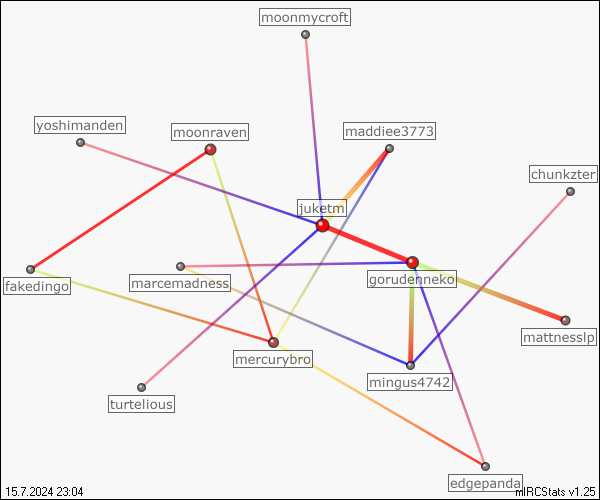 moonmycroft
yoshimanden
moonraven
maddiee3773
chunkzter
juketm
fakedingo
marcemadness
gorudenneko
mattnesslp
mercurybro
mingus4742
turtelious
edgepanda
15.7.2024 23:04
mIRCStats v1.25